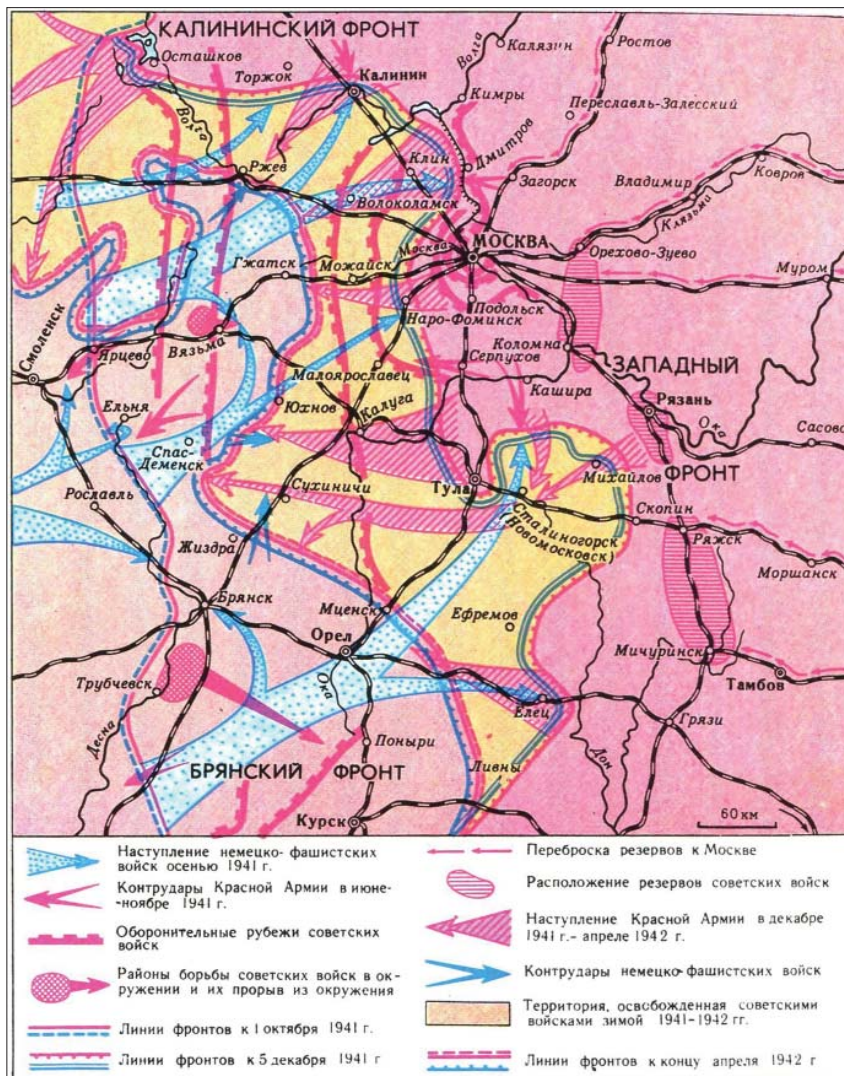 КАЛИНИНСКИЙ ФРОНТ
Осташков
Торжок
Калинин
Волга
Калязин
Ростов
Кимры
Переславль-Залесский
Волга
Ржев
Клин
Дмитров
Загорск
Владимир
Ковров
Клязьма
Волоколамск
Москва
МОСКВА
Орехово-Зуево
Гжатск
Можайск
Муром
Смоленск
Ярцево
Вязьма
Наро-Фоминск
Подольск
Коломна
Серпухов
ЗАПАДНЫЙ
Малоярославец
Кашира
Рязань
Ельня
Юхнов
Калуга
Ока
Сасово
Спас-
Деменск
Михайлов
ФРОНТ
Тула
Рославль
Сухиничи
Сталиногорск
(Новомосковск)
Скопин
Ряжск
Жиздра
Моршанск
Брянск
Мценск
Ефремов
Орел
Мичуринск
Тамбов
Трубчевск
Ока
Елец
Грязи
Десна
Поныри
Дон
БРЯНСКИЙ ФРОНТ
Ливны
Курск
60 км
Наступление немецко-фашистских
войск осенью 1941 г.
Контрудары Красной Армии в июне-
-ноябре 1941 г.
Оборонительные рубежи советских
войск
Районы борьбы советских войск в ок-
ружении и их прорыв из окружения
Линии фронтов к 1 октября 1941 г.
Линии фронтов к 5 декабря 1941 г
Переброска резервов к Москве
Расположение резервов советских войск
Наступление Красной Армии в декабре
1941 г.- апреле 1942 г.
Контрудары немецко-фашистских войск
Территория, освобожденная советскими
войсками зимой 1941-1942 гг.
Линии фронтов к концу апреля 1942 г